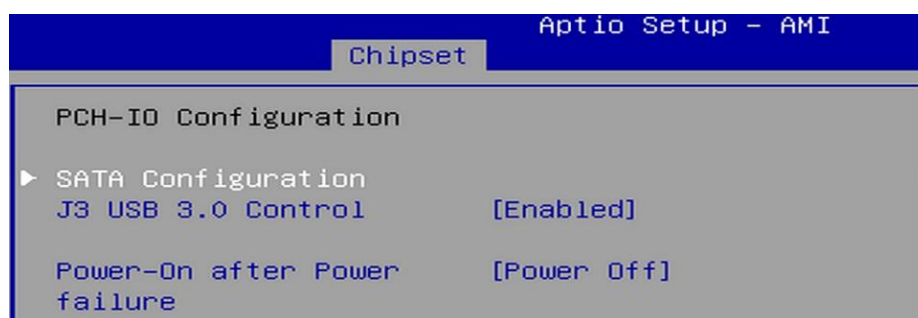 Aptio Setup – AMI
Chipset
PCH-IO Configuration
▶ SATA Configuration
J3 USB 3.0 Control [Enabled]
Power-On after Power [Power Off]
failure